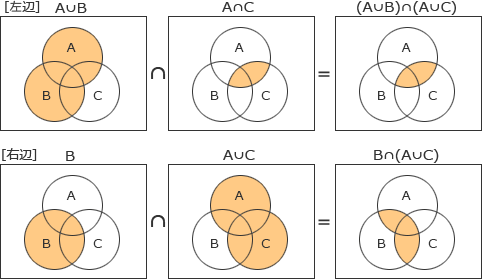 [左辺] A∪B A∩C (A∪B)∩(A∪C)
A A A
∩ =
B C B C B C
[右辺] B A∪C B∩(A∪C)
A A A
∩ =
B C B C B C